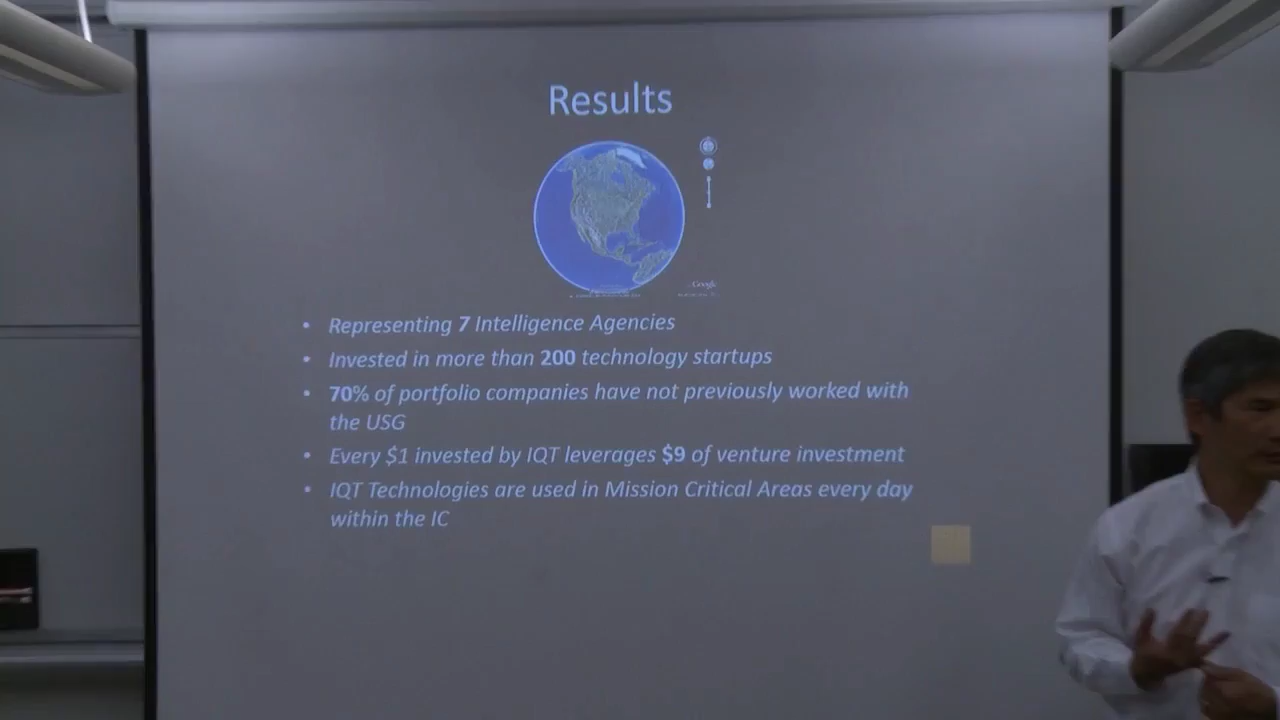 Results
Google
• Representing 7 Intelligence Agencies
• Invested in more than 200 technology startups
• 70% of portfolio companies have not previously worked with
the USG
• Every $1 invested by IQT leverages $9 of venture investment
• IQT Technologies are used in Mission Critical Areas every day
within the IC